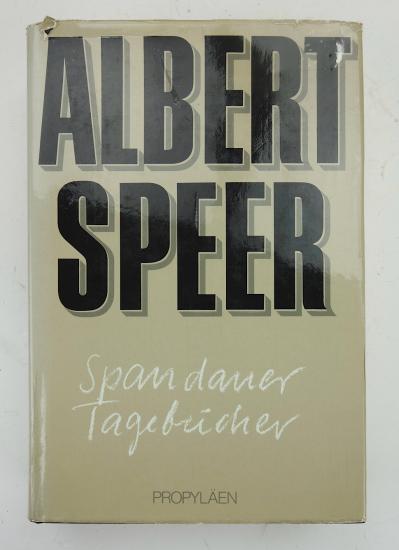 ALBERT
SPEER
Spandauer
Tagebücher
PROPYLÄEN